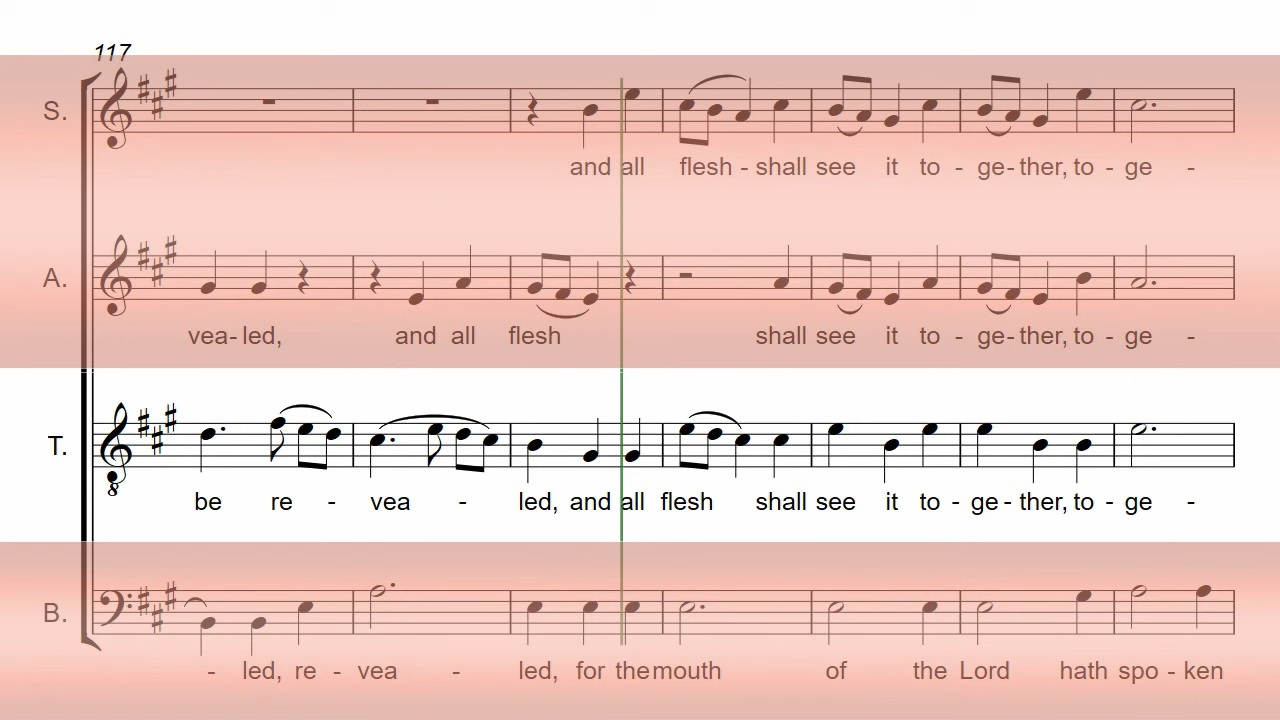 117
S.
and all flesh - shall see it to - ge - ther, to - ge -
A.
vea - led, and all flesh shall see it to - ge - ther, to - ge -
T.
8
be re - vea - led, and all flesh shall see it to - ge - ther, to - ge -
B.
- led, re - vea - led, for the mouth of the Lord hath spo - ken